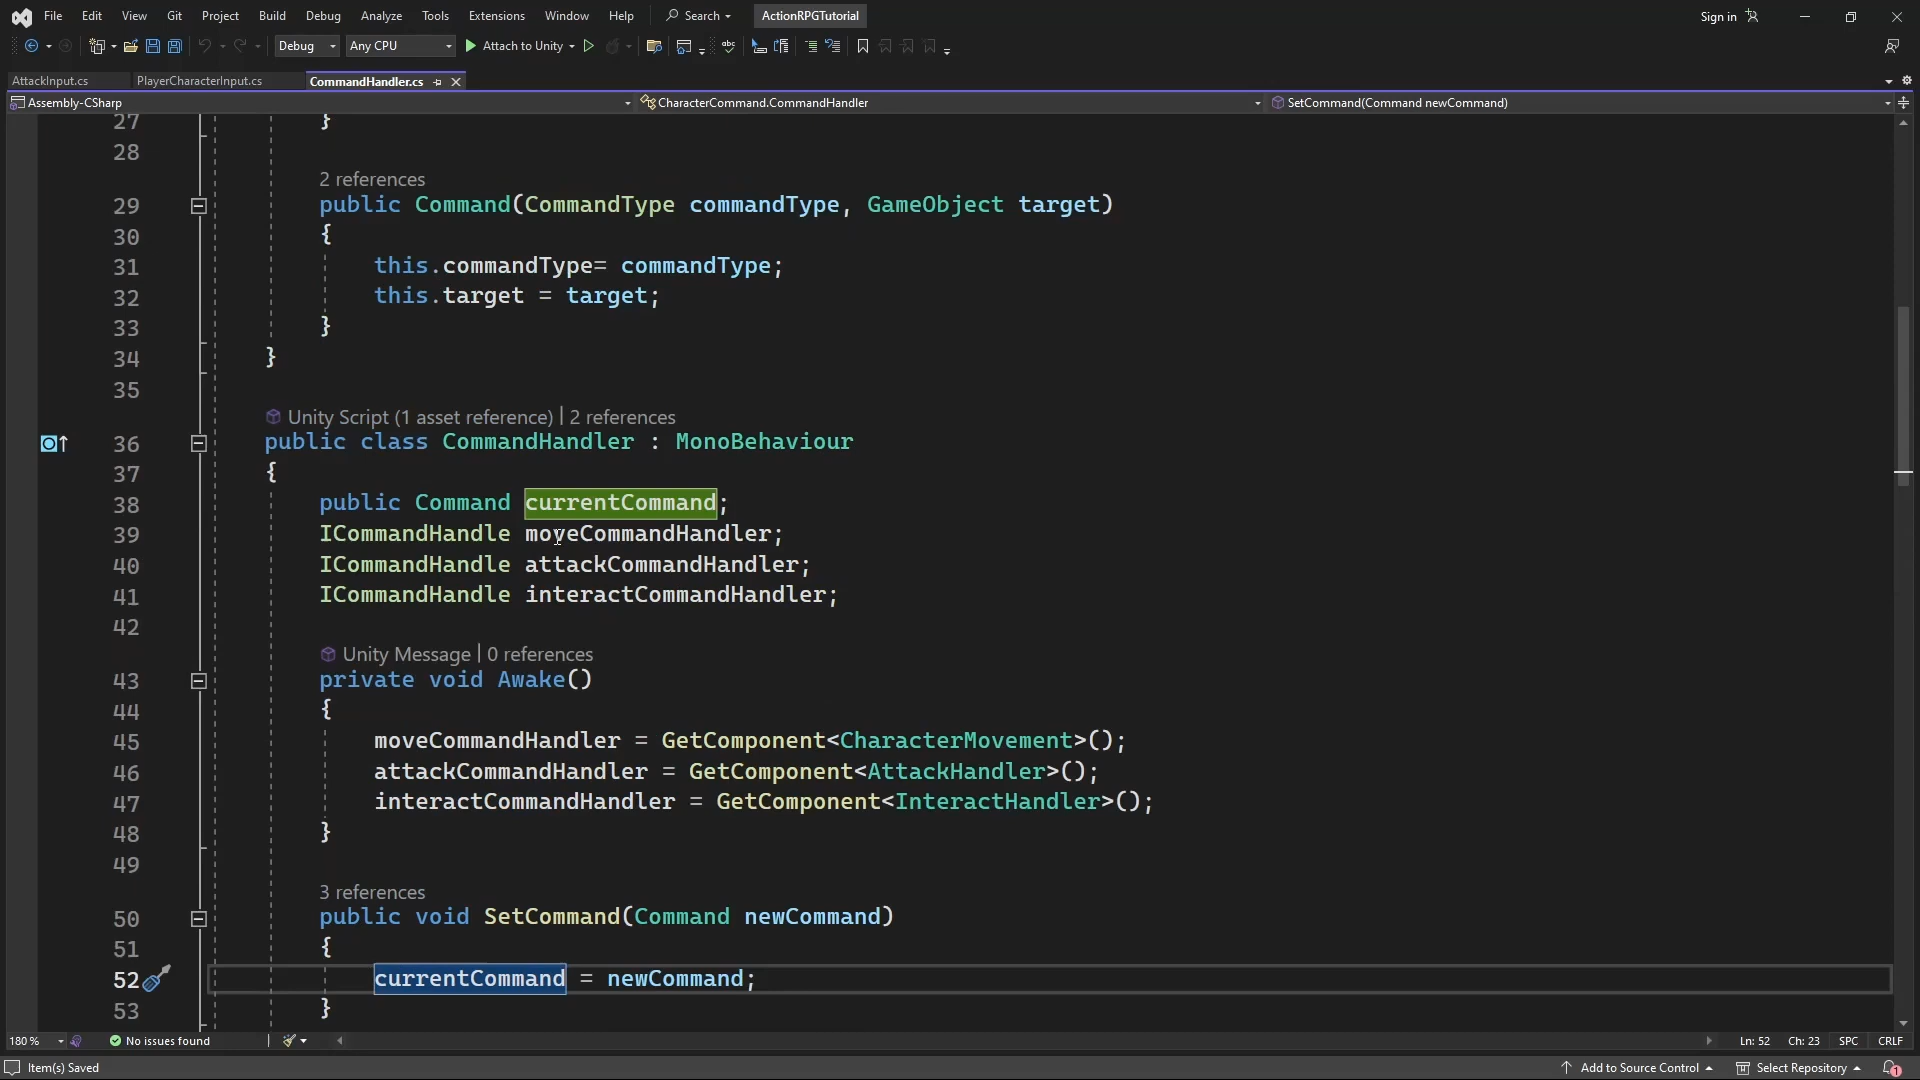 File Edit View Git Project Build Debug Analyze Tools Extensions Window Help Search ActionRPGTutorial Sign in
Debug Any CPU Attach to Unity
AttackInput.cs PlayerCharacterInput.cs CommandHandler.cs
Assembly-CSharp CharacterCommand.CommandHandler SetCommand(Command newCommand)
27 }
28
2 references
29 public Command(CommandType commandType, GameObject target)
30 {
31 this.commandType= commandType;
32 this.target = target;
33 }
34 }
35
Unity Script (1 asset reference) | 2 references
36 public class CommandHandler : MonoBehaviour
37 {
38 public Command currentCommand;
39 ICommandHandle moveCommandHandler;
40 ICommandHandle attackCommandHandler;
41 ICommandHandle interactCommandHandler;
42
Unity Message | 0 references
43 private void Awake()
44 {
45 moveCommandHandler = GetComponent<CharacterMovement>();
46 attackCommandHandler = GetComponent<AttackHandler>();
47 interactCommandHandler = GetComponent<InteractHandler>();
48 }
49
3 references
50 public void SetCommand(Command newCommand)
51 {
52 currentCommand = newCommand;
53 }
180 % No issues found Ln: 52 Ch: 23 SPC CRLF
Item(s) Saved Add to Source Control Select Repository 1